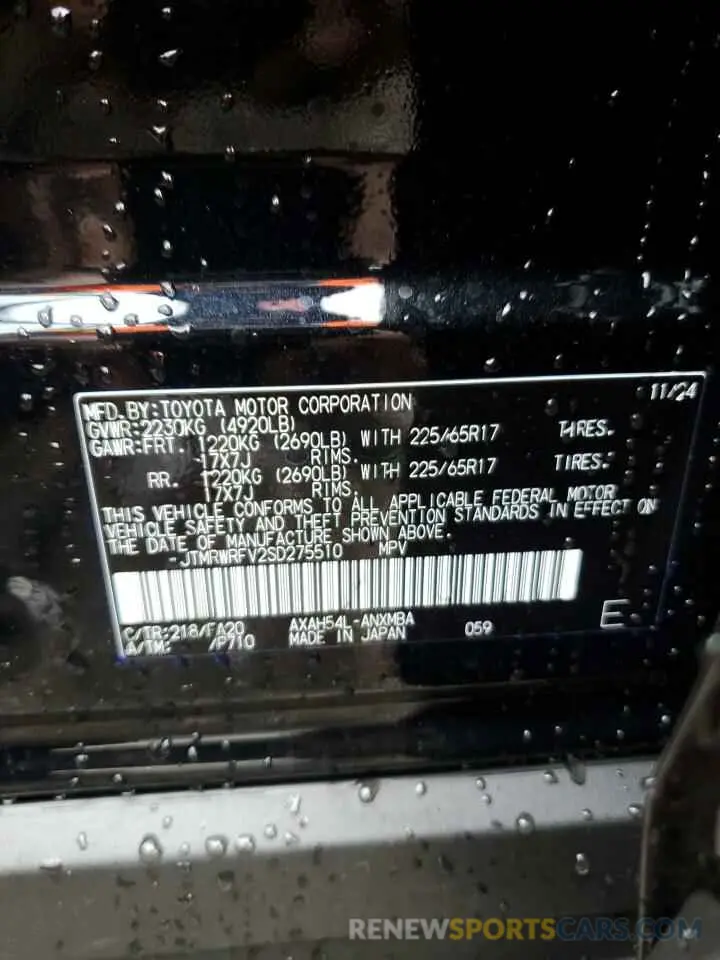 11/24
MFD.BY:TOYOTA MOTOR CORPORATION
GVWR:2230KG (4920LB)
GAWR:FRT. 1220KG (2690LB) WITH 225/65R17 TIRES.
17X7J RIMS.
RR. 1220KG (2690LB) WITH 225/65R17 TIRES.
17X7J RIMS.
THIS VEHICLE CONFORMS TO ALL APPLICABLE FEDERAL MOTOR
VEHICLE SAFETY AND THEFT PREVENTION STANDARDS IN EFFECT ON
THE DATE OF MANUFACTURE SHOWN ABOVE.
-JTMRWRFV2SD275510 MPV
C/TR:218/FA20 AXAH54L-ANXMBA 059 E
A/TM: /P710 MADE IN JAPAN
RENEWSPORTSCARS.COM